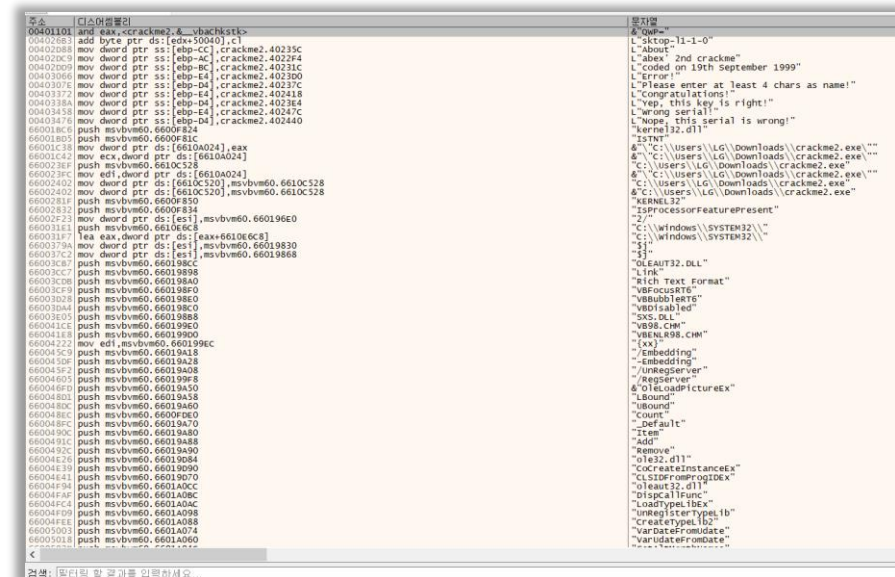 주소 디스어셈블리 문자열
00401101 and eax,<crackme2.&__vbaChkstk> &"QWP="
004026B3 add byte ptr ds:[edx+50040],cl L"sktop-l1-1-0"
00402D88 mov dword ptr ss:[ebp-CC],crackme2.40235C L"About"
00402DC9 mov dword ptr ss:[ebp-AC],crackme2.4022F4 L"abex' 2nd crackme"
00402DD9 mov dword ptr ss:[ebp-BC],crackme2.40231C L"coded on 19th September 1999"
00403066 mov dword ptr ss:[ebp-E4],crackme2.4023D0 L"Error!"
0040307E mov dword ptr ss:[ebp-D4],crackme2.40237C L"Please enter at least 4 chars as name!"
00403372 mov dword ptr ss:[ebp-E4],crackme2.402418 L"Congratulations!"
0040338A mov dword ptr ss:[ebp-D4],crackme2.4023E4 L"Yep, this key is right!"
00403458 mov dword ptr ss:[ebp-E4],crackme2.40247C L"Wrong serial!"
00403476 mov dword ptr ss:[ebp-D4],crackme2.402440 L"Nope, this serial is wrong!"
66001BC6 push msvbvm60.6600F824 "kernel32.dll"
66001BD5 push msvbvm60.6600F81C "IsTNT"
66001C38 mov dword ptr ds:[6610A024],eax &"\"C:\\Users\\LG\\Downloads\\crackme2.exe\""
66001C42 mov ecx,dword ptr ds:[6610A024] &"\"C:\\Users\\LG\\Downloads\\crackme2.exe\""
660023EF push msvbvm60.6610C528 "C:\\Users\\LG\\Downloads\\crackme2.exe"
660023FC mov edi,dword ptr ds:[6610A024] &"\"C:\\Users\\LG\\Downloads\\crackme2.exe\""
66002402 mov dword ptr ds:[6610C520],msvbvm60.6610C528 "C:\\Users\\LG\\Downloads\\crackme2.exe"
66002402 mov dword ptr ds:[6610C520],msvbvm60.6610C528 &"C:\\Users\\LG\\Downloads\\crackme2.exe"
6600281F push msvbvm60.6600F850 "KERNEL32"
66002832 push msvbvm60.6600F834 "IsProcessorFeaturePresent"
66002F23 mov dword ptr ds:[esi],msvbvm60.660196E0 "2/"
660031E1 push msvbvm60.6610E6C8 "C:\\Windows\\SYSTEM32\\"
660031F7 lea eax,dword ptr ds:[eax+6610E6C8] "C:\\Windows\\SYSTEM32\\"
6600379A mov dword ptr ds:[esi],msvbvm60.66019830 "$j"
660037C2 mov dword ptr ds:[esi],msvbvm60.66019868 "$j"
66003CB7 push msvbvm60.660198CC "OLEAUT32.DLL"
66003CC7 push msvbvm60.66019898 "Link"
66003CDB push msvbvm60.660198A0 "Rich Text Format"
66003CF9 push msvbvm60.660198F0 "VBFocusRT6"
66003D28 push msvbvm60.660198E0 "VBBubbleRT6"
66003DA4 push msvbvm60.660198C0 "VBDisabled"
66003E05 push msvbvm60.660198B8 "SXS.DLL"
660041CE push msvbvm60.660199E0 "VB98.CHM"
660041E8 push msvbvm60.660199D0 "VBENLR98.CHM"
66004222 mov edi,msvbvm60.660199EC "{xx}"
660045C9 push msvbvm60.66019A18 "/Embedding"
660045DF push msvbvm60.66019A28 "-Embedding"
660045F2 push msvbvm60.66019A08 "/UnRegServer"
66004605 push msvbvm60.660199F8 "/RegServer"
660046FD push msvbvm60.66019A50 &"OleLoadPictureEx"
660048D1 push msvbvm60.66019A58 "LBound"
660048DC push msvbvm60.66019A60 "UBound"
660048EC push msvbvm60.6600FDE0 "Count"
660048FC push msvbvm60.66019A70 "_Default"
6600490C push msvbvm60.66019A80 "Item"
6600491C push msvbvm60.66019A88 "Add"
6600492C push msvbvm60.66019A90 "Remove"
66004E26 push msvbvm60.66019D84 "ole32.dll"
66004E39 push msvbvm60.66019D90 "CoCreateInstanceEx"
66004E41 push msvbvm60.66019D70 "CLSIDFromProgIDEx"
66004F94 push msvbvm60.6601A0CC "oleaut32.dll"
66004FAF push msvbvm60.6601A0BC "DispCallFunc"
66004FC4 push msvbvm60.6601A0AC "LoadTypeLibEx"
66004FD9 push msvbvm60.6601A098 "UnRegisterTypeLib"
66004FEE push msvbvm60.6601A088 "CreateTypeLib2"
66005003 push msvbvm60.6601A074 "VarDateFromUdate"
66005018 push msvbvm60.6601A060 "VarUdateFromDate"
검색: 필터링 할 결과를 입력하세요...